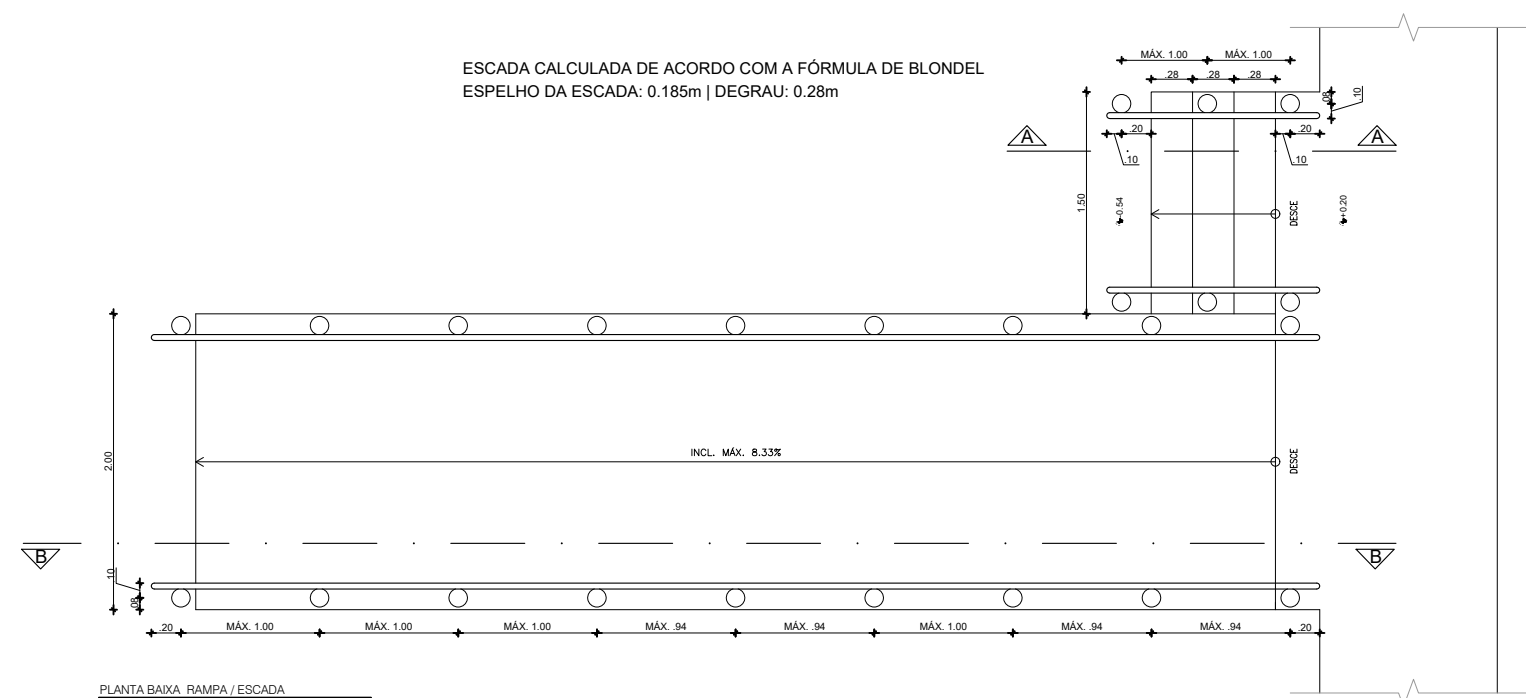 ESCADA CALCULADA DE ACORDO COM A FÓRMULA DE BLONDEL
ESPELHO DA ESCADA: 0.185m | DEGRAU: 0.28m
MÁX. 1.00 MÁX. 1.00
.28 .28 .28
.08 .10
A .20 .20 A
.10 .10
1.50
-0.54
DESCE
+0.20
2.00
INCL. MÁX. 8.33%
DESCE
B B
.10
.08
.20 MÁX. 1.00 MÁX. 1.00 MÁX. 1.00 MÁX. .94 MÁX. .94 MÁX. 1.00 MÁX. .94 MÁX. .94 .20
PLANTA BAIXA RAMPA / ESCADA